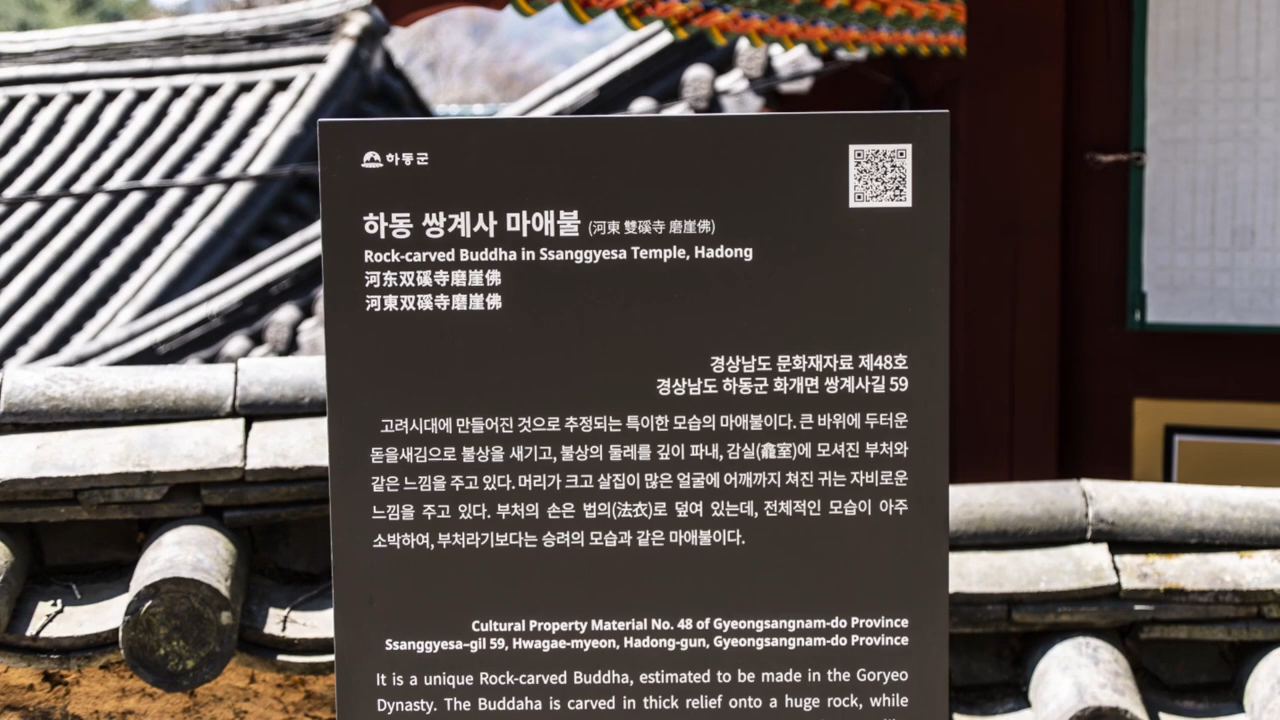 하동군
하동 쌍계사 마애불 (河東 雙磎寺 磨崖佛)
Rock-carved Buddha in Ssanggyesa Temple, Hadong
河东双磎寺磨崖佛
河東双磎寺磨崖佛
경상남도 문화재자료 제48호
경상남도 하동군 화개면 쌍계사길 59
고려시대에 만들어진 것으로 추정되는 특이한 모습의 마애불이다. 큰 바위에 두터운
돋을새김으로 불상을 새기고, 불상의 둘레를 깊이 파내, 감실(龕室)에 모셔진 부처와
같은 느낌을 주고 있다. 머리가 크고 살집이 많은 얼굴에 어깨까지 쳐진 귀는 자비로운
느낌을 주고 있다. 부처의 손은 법의(法衣)로 덮여 있는데, 전체적인 모습이 아주
소박하여, 부처라기보다는 승려의 모습과 같은 마애불이다.
Cultural Property Material No. 48 of Gyeongsangnam-do Province
Ssanggyesa-gil 59, Hwagae-myeon, Hadong-gun, Gyeongsangnam-do Province
It is a unique Rock-carved Buddha, estimated to be made in the Goryeo
Dynasty. The Buddaha is carved in thick relief onto a huge rock, while